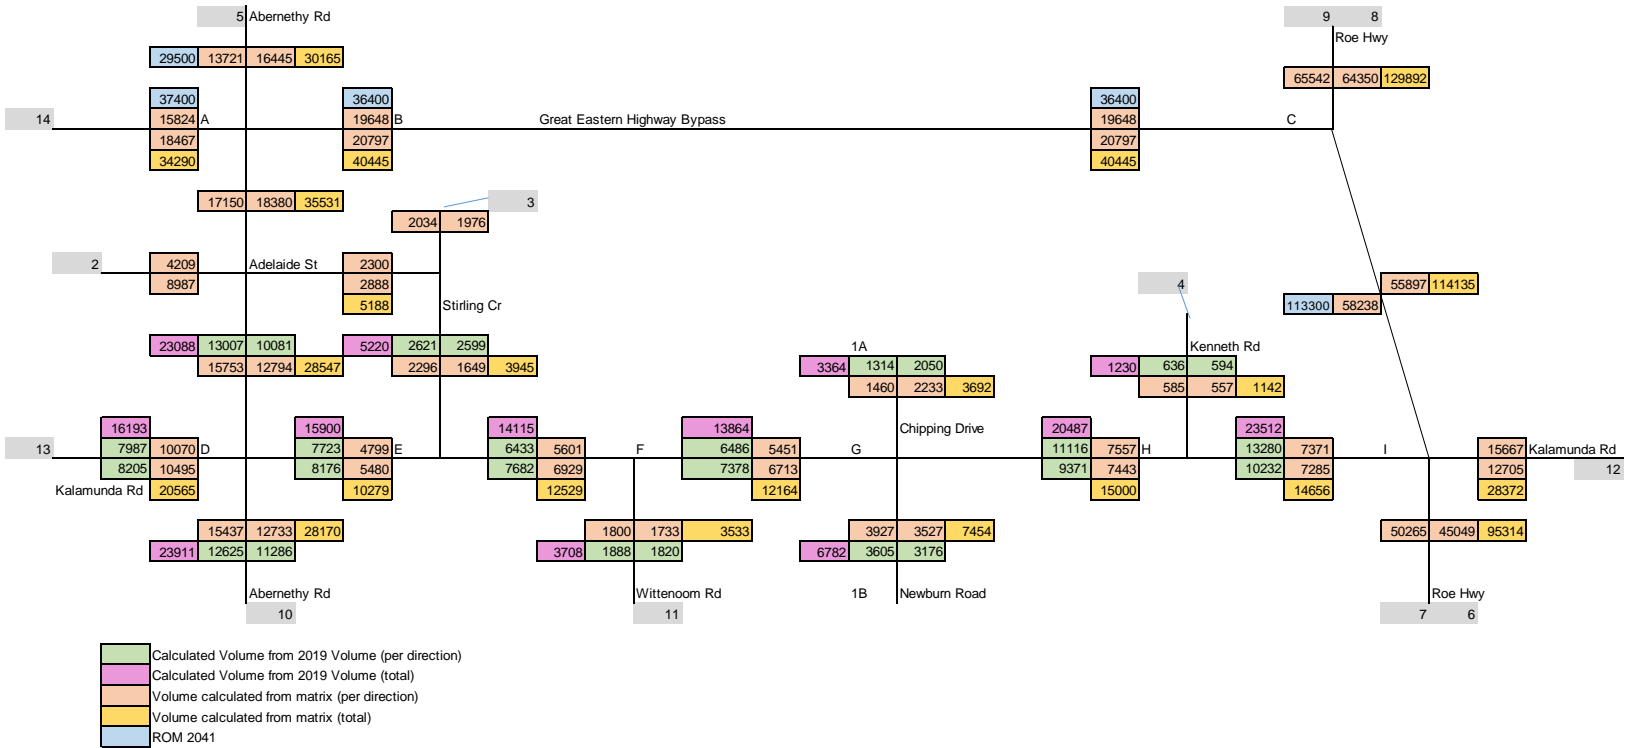 5 Abernethy Rd
9 8
Roe Hwy
29500 13721 16445 30165
65542 64350 129892
37400
36400
36400
14
15824 A
19648 B
Great Eastern Highway Bypass
19648
C
18467
20797
20797
34290
40445
40445
17150 18380 35531
3
2034 1976
2
4209
Adelaide St
2300
8987
2888
4
55897 114135
5188
Stirling Cr
113300 58238
23088 13007 10081
5220 2621 2599
1A
Kenneth Rd
15753 12794 28547
2296 1649 3945
3364 1314 2050
1230 636 594
1460 2233 3692
585 557 1142
16193
15900
14115
13864
Chipping Drive
20487
23512
13
7987 10070 D
7723 4799 E
6433 5601
F
6486 5451
G
11116 7557 H
13280 7371
I
15667 Kalamunda Rd
8205 10495
8176 5480
7682 6929
7378 6713
9371 7443
10232 7285
12705
12
Kalamunda Rd 20565
10279
12529
12164
15000
14656
28372
15437 12733 28170
1800 1733 3533
3927 3527 7454
50265 45049 95314
23911 12625 11286
3708 1888 1820
6782 3605 3176
Abernethy Rd
Wittenoom Rd
1B
Newburn Road
Roe Hwy
10
11
7 6
Calculated Volume from 2019 Volume (per direction)
Calculated Volume from 2019 Volume (total)
Volume calculated from matrix (per direction)
Volume calculated from matrix (total)
ROM 2041